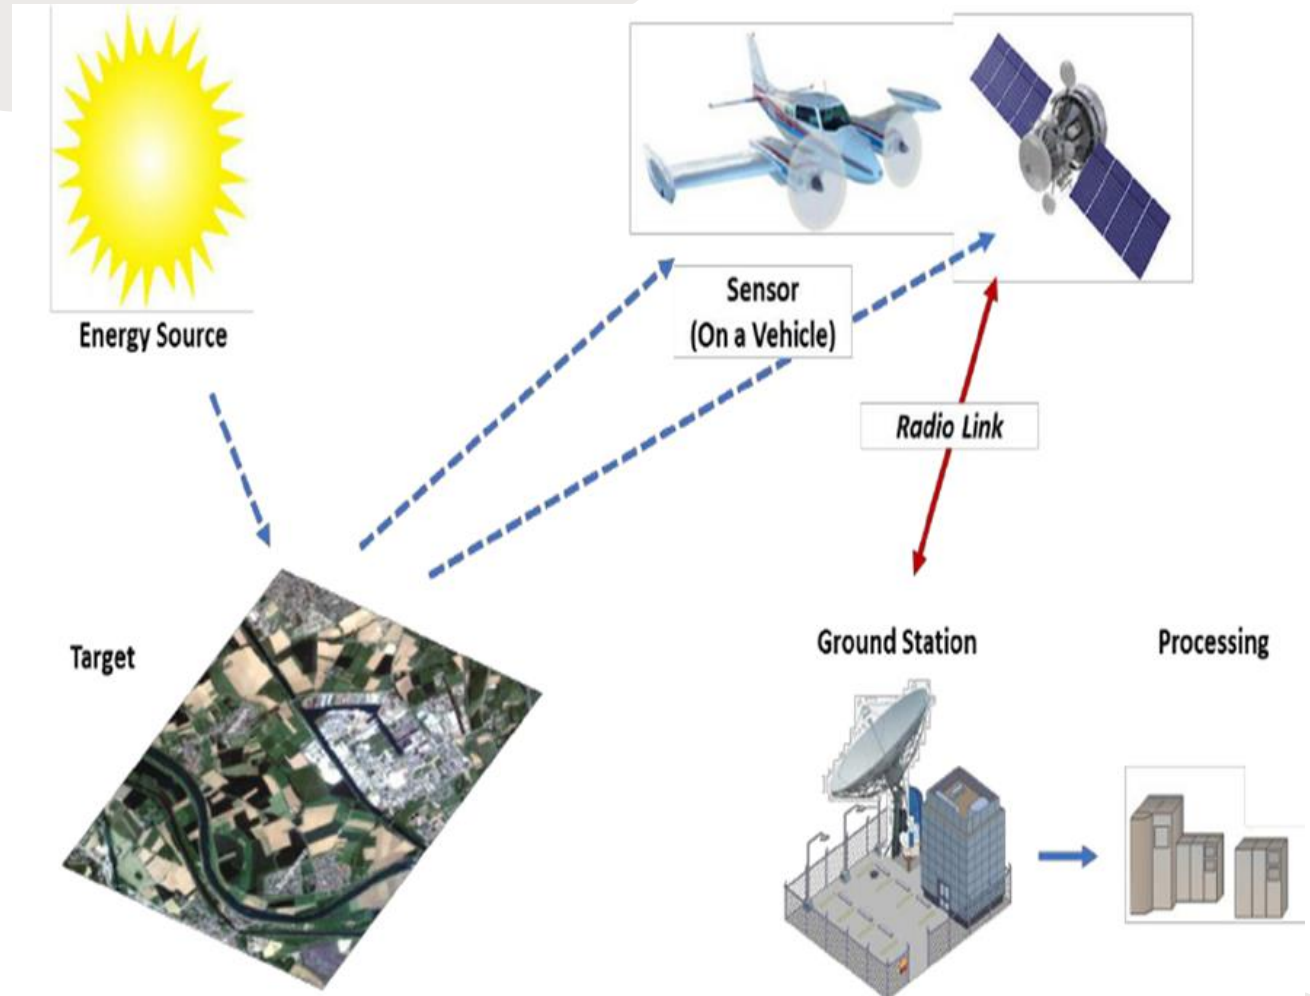 Energy Source
Sensor
(On a Vehicle)
Radio Link
Target
Ground Station
Processing